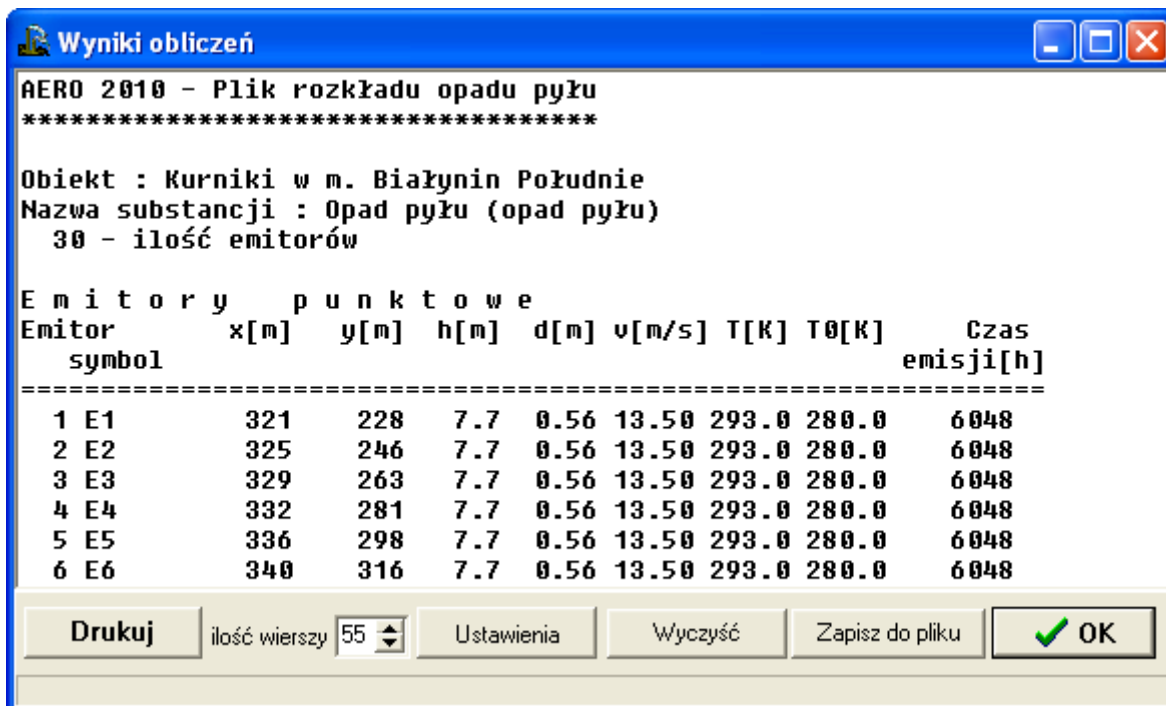 Wyniki obliczeń
AERO 2010 - Plik rozkładu opadu pyłu
************************************
Obiekt : Kurniki w m. Białynin Południe
Nazwa substancji : Opad pyłu (opad pyłu)
30 - ilość emitorów
E m i t o r y   p u n k t o w e
Emitor x[m] y[m] h[m] d[m] v[m/s] T[K] T0[K] Czas
symbol emisji[h]
================================================================
1 E1 321 228 7.7 0.56 13.50 293.0 280.0 6048
2 E2 325 246 7.7 0.56 13.50 293.0 280.0 6048
3 E3 329 263 7.7 0.56 13.50 293.0 280.0 6048
4 E4 332 281 7.7 0.56 13.50 293.0 280.0 6048
5 E5 336 298 7.7 0.56 13.50 293.0 280.0 6048
6 E6 340 316 7.7 0.56 13.50 293.0 280.0 6048
Drukuj ilość wierszy 55 Ustawienia Wyczyść Zapisz do pliku OK